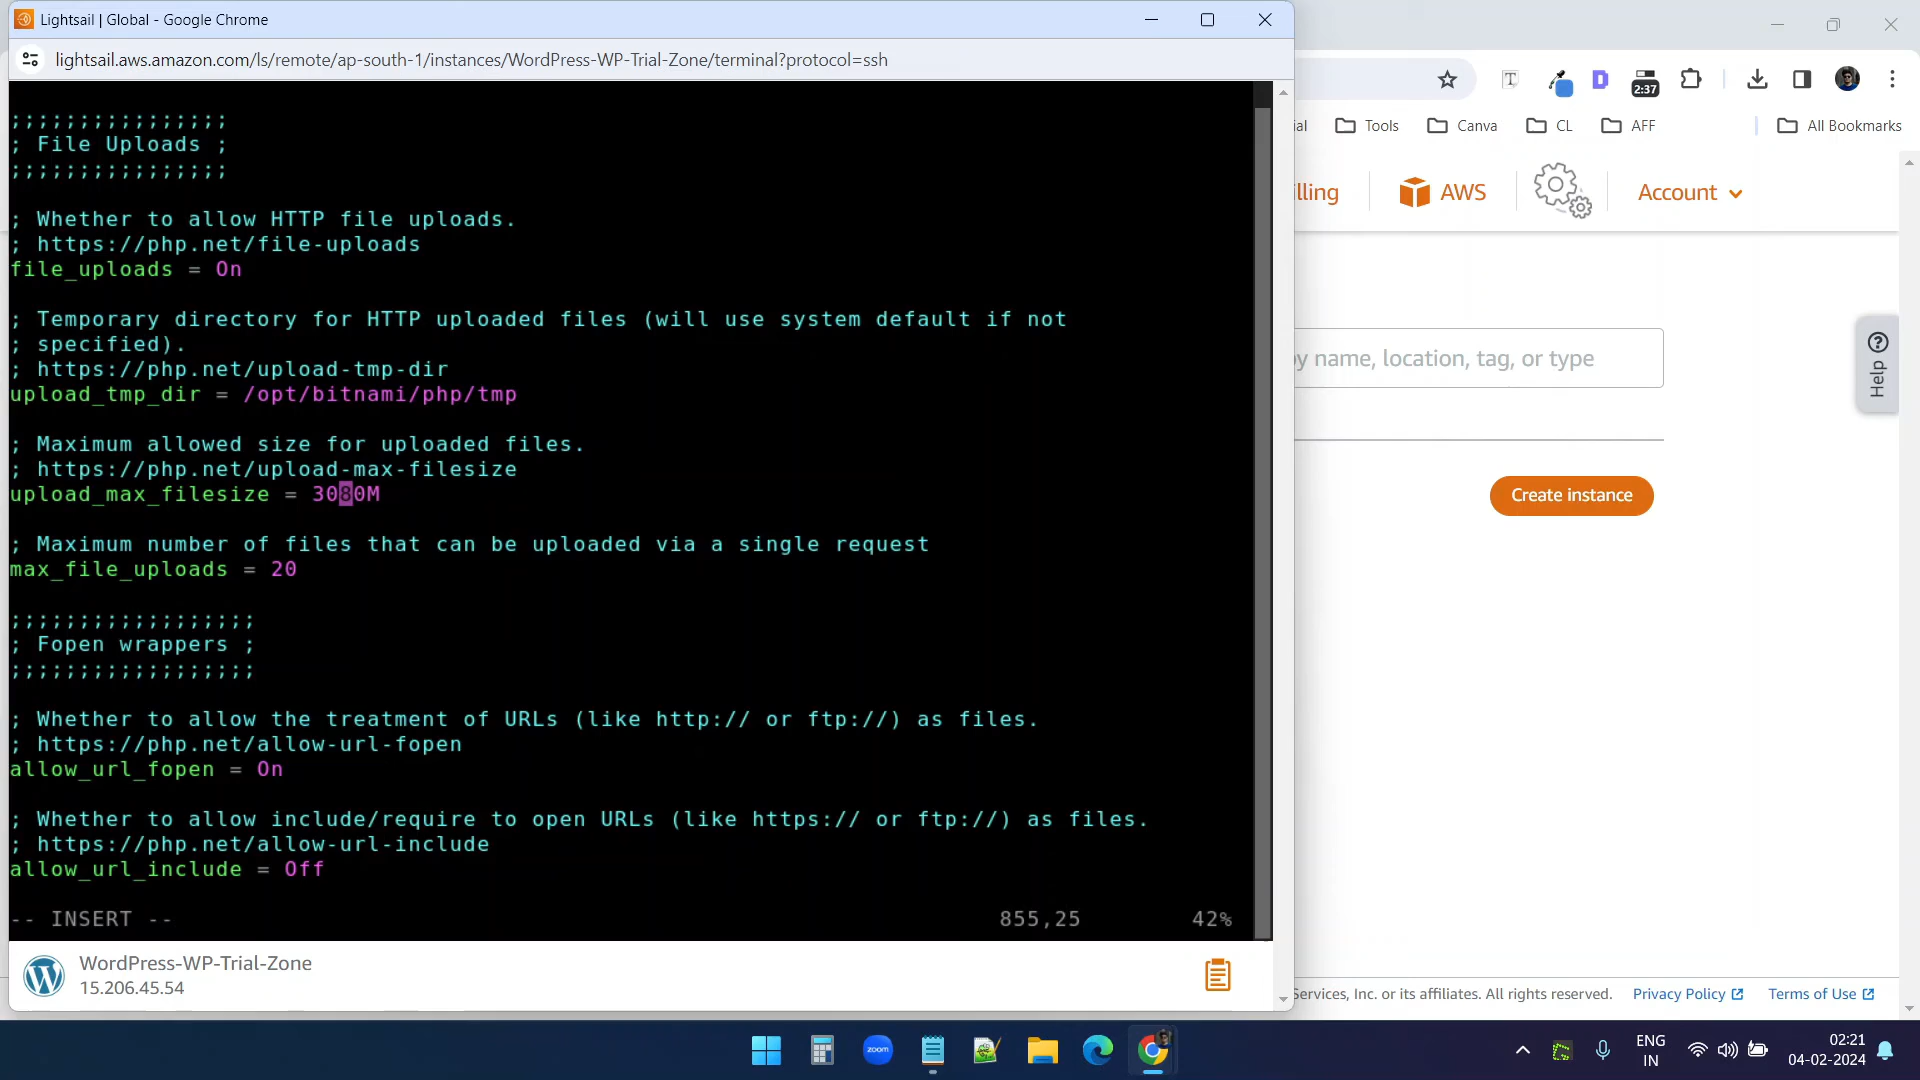 Lightsail | Global - Google Chrome
lightsail.aws.amazon.com/ls/remote/ap-south-1/instances/WordPress-WP-Trial-Zone/terminal?protocol=ssh
;;;;;;;;;;;;;;;;
; File Uploads ;
;;;;;;;;;;;;;;;;
; Whether to allow HTTP file uploads.
; https://php.net/file-uploads
file_uploads = On
; Temporary directory for HTTP uploaded files (will use system default if not
; specified).
; https://php.net/upload-tmp-dir
upload_tmp_dir = /opt/bitnami/php/tmp
; Maximum allowed size for uploaded files.
; https://php.net/upload-max-filesize
upload_max_filesize = 3080M
; Maximum number of files that can be uploaded via a single request
max_file_uploads = 20
;;;;;;;;;;;;;;;;;;
; Fopen wrappers ;
;;;;;;;;;;;;;;;;;;
; Whether to allow the treatment of URLs (like http:// or ftp://) as files.
; https://php.net/allow-url-fopen
allow_url_fopen = On
; Whether to allow include/require to open URLs (like https:// or ftp://) as files.
; https://php.net/allow-url-include
allow_url_include = Off
-- INSERT -- 855,25 42%
WordPress-WP-Trial-Zone
15.206.45.54
2:37
ial Tools Canva CL AFF All Bookmarks
illing AWS Account
y name, location, tag, or type
Help
Create instance
Services, Inc. or its affiliates. All rights reserved. Privacy Policy Terms of Use
zoom
ENG
IN
02:21
04-02-2024